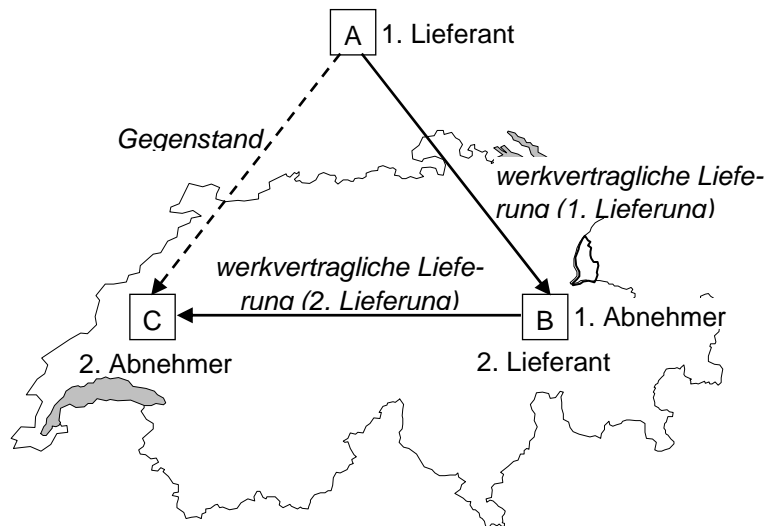 A 1. Lieferant
Gegenstand
werkvertragliche Liefe-
rung (1. Lieferung)
werkvertragliche Liefe-
rung (2. Lieferung)
C
B 1. Abnehmer
2. Abnehmer
2. Lieferant